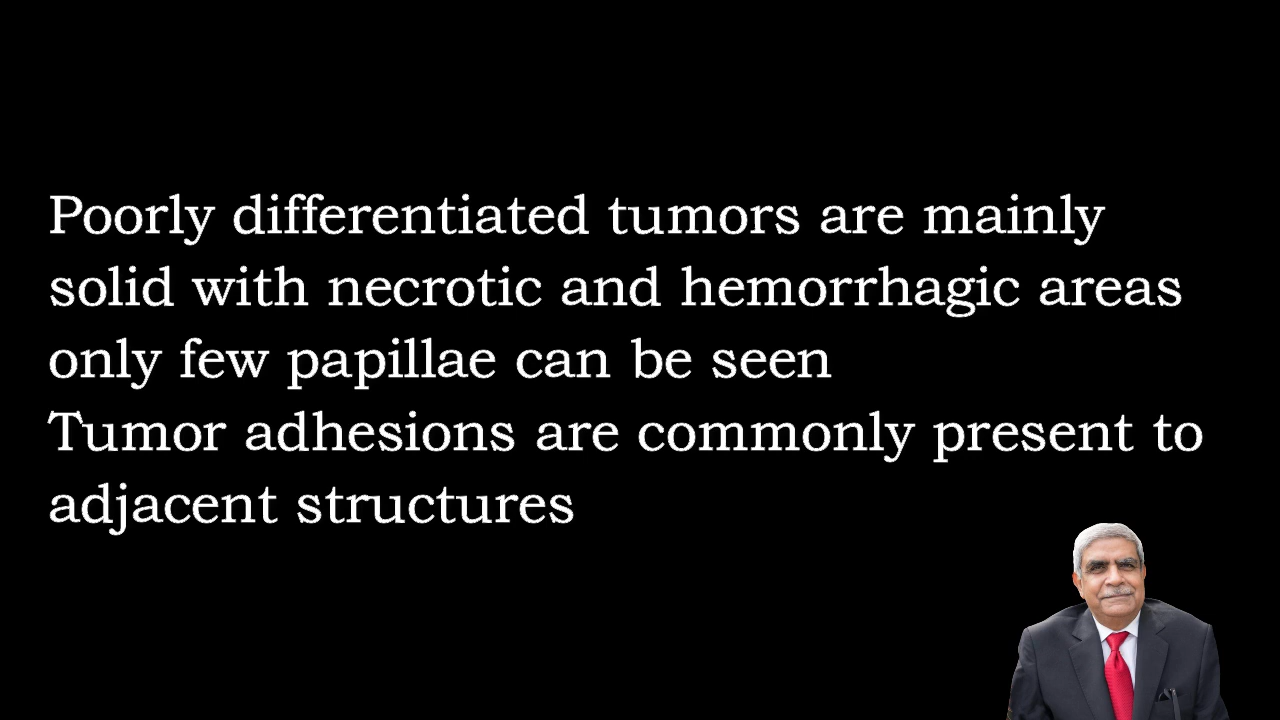 Poorly differentiated tumors are mainly
solid with necrotic and hemorrhagic areas
only few papillae can be seen
Tumor adhesions are commonly present to
adjacent structures